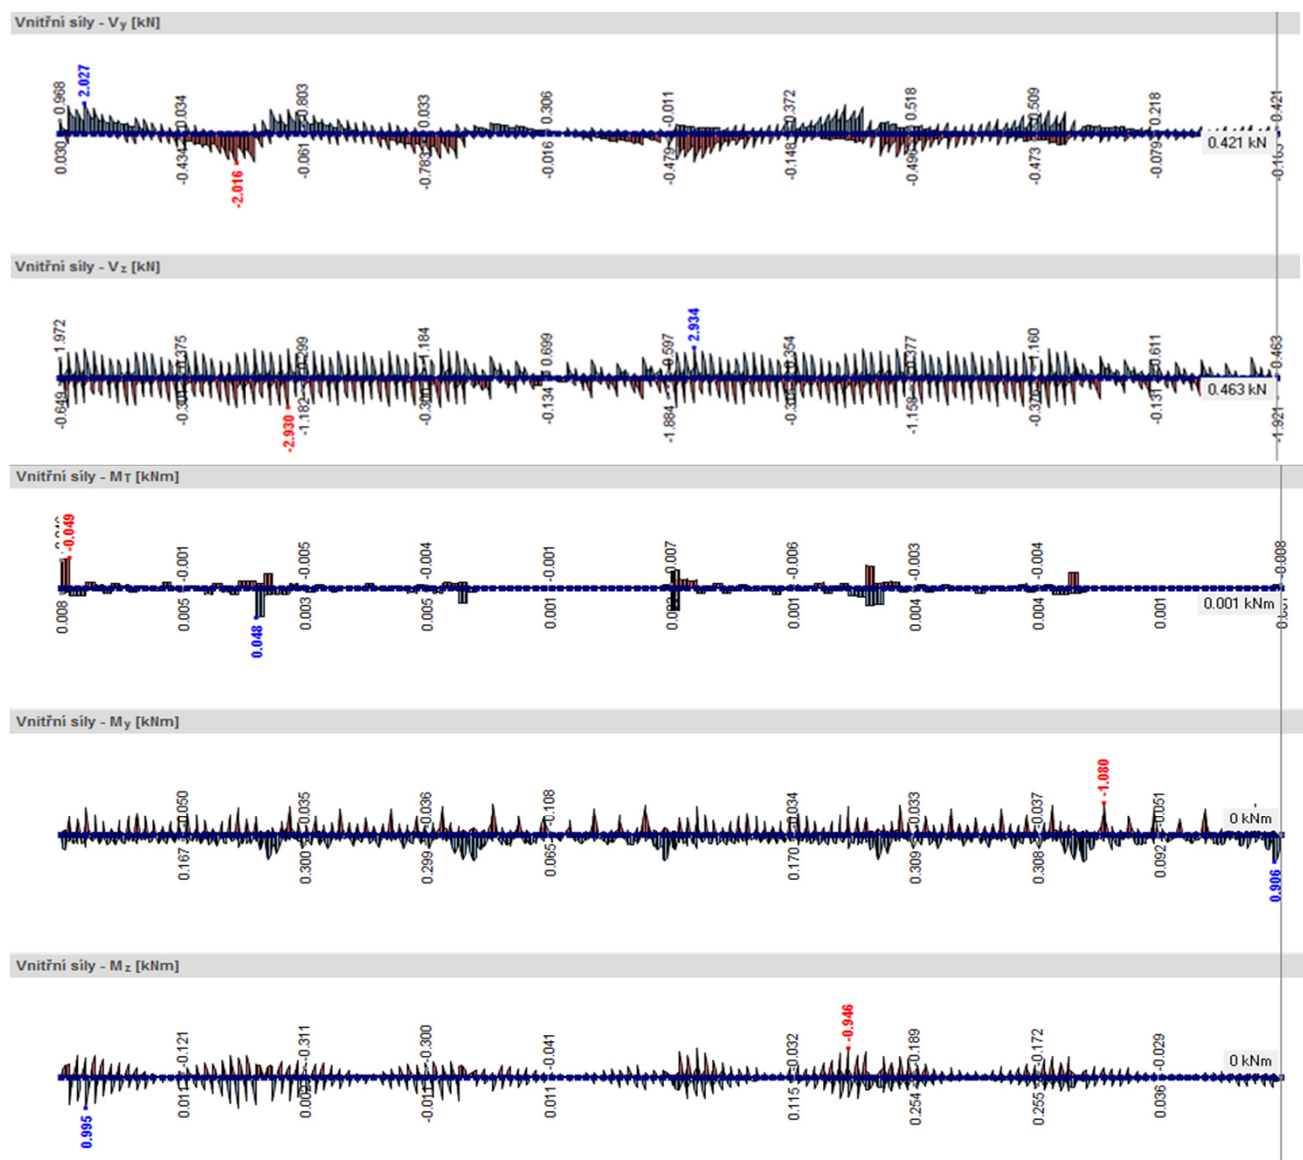 Vnitřní síly - Vy [kN]
2.027
0.968 0.034 -0.803 0.033 0.306 -0.011 0.372 0.518 0.509 0.218 0.421
0.421 kN
0.030 -0.434 -0.061 -0.783 -0.016 -0.148 -0.473 -0.079
-2.016
Vnitřní síly - Vz [kN]
2.934
1.972 0.375 0.299 1.184 0.699 0.597 0.354 0.377 1.160 0.611 0.463
0.463 kN
-0.649 -1.182 -0.134 -1.884 -1.158 -0.131 -1.921
-2.930
Vnitřní síly - MT [kNm]
-0.049
-0.001 -0.005 -0.004 -0.001 -0.007 -0.006 -0.003 -0.004 -0.008
0.001 kNm
0.008 0.005 0.003 0.005 0.001 0.001 0.004 0.004 0.001
0.048
Vnitřní síly - My [kNm]
-1.080
-0.050 -0.035 -0.036 -0.108 -0.034 -0.033 -0.037 -0.051
0 kNm
0.167 0.300 0.299 0.065 0.170 0.309 0.308 0.092
0.906
Vnitřní síly - Mz [kNm]
-0.946
-0.121 -0.311 -0.300 -0.041 -0.032 -0.189 -0.172 -0.029
0 kNm
0.011 0.002 -0.011 0.011 0.115 0.254 0.255 0.036
0.995